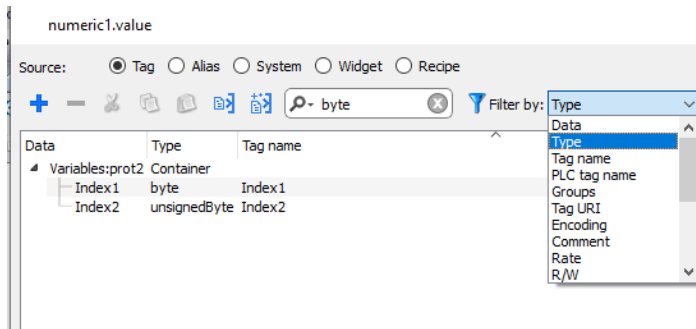 numeric1.value
Source: Tag Alias System Widget Recipe
byte Filter by: Type
Data Type Tag name
Variables:prot2 Container
Index1 byte Index1
Index2 unsignedByte Index2
Data
Type
Tag name
PLC tag name
Groups
Tag URI
Encoding
Comment
Rate
R/W